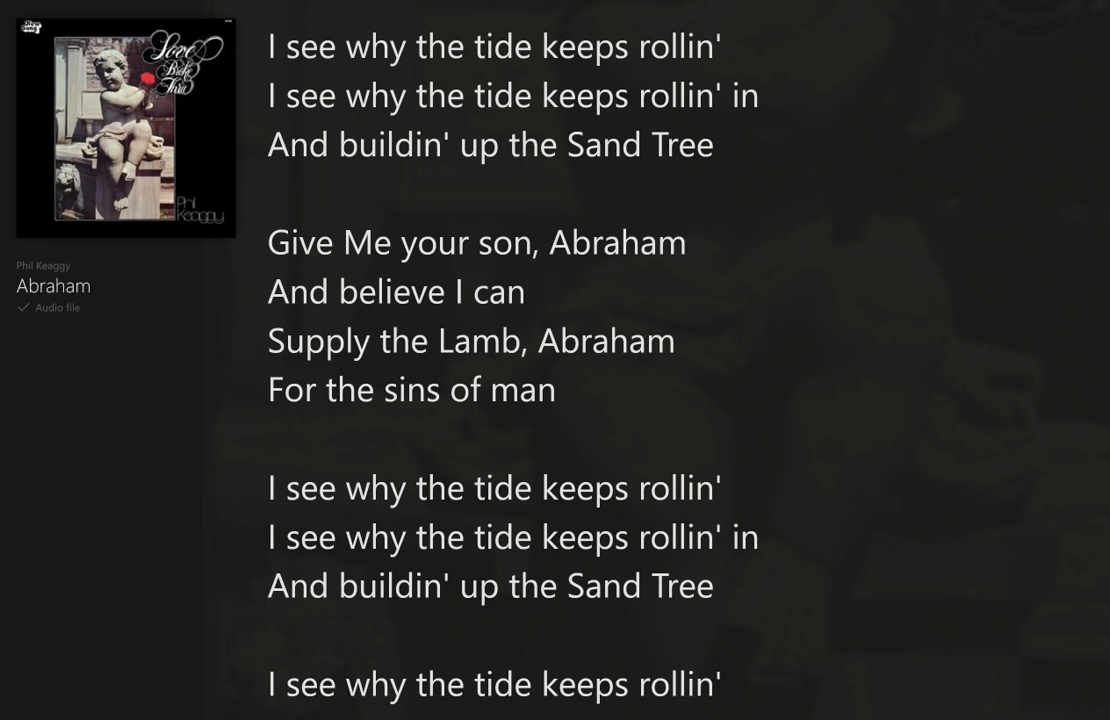 Love
Broke
Thru
Phil
Keaggy
Phil Keaggy
Abraham
Audio file
I see why the tide keeps rollin'
I see why the tide keeps rollin' in
And buildin' up the Sand Tree
Give Me your son, Abraham
And believe I can
Supply the Lamb, Abraham
For the sins of man
I see why the tide keeps rollin'
I see why the tide keeps rollin' in
And buildin' up the Sand Tree
I see why the tide keeps rollin'